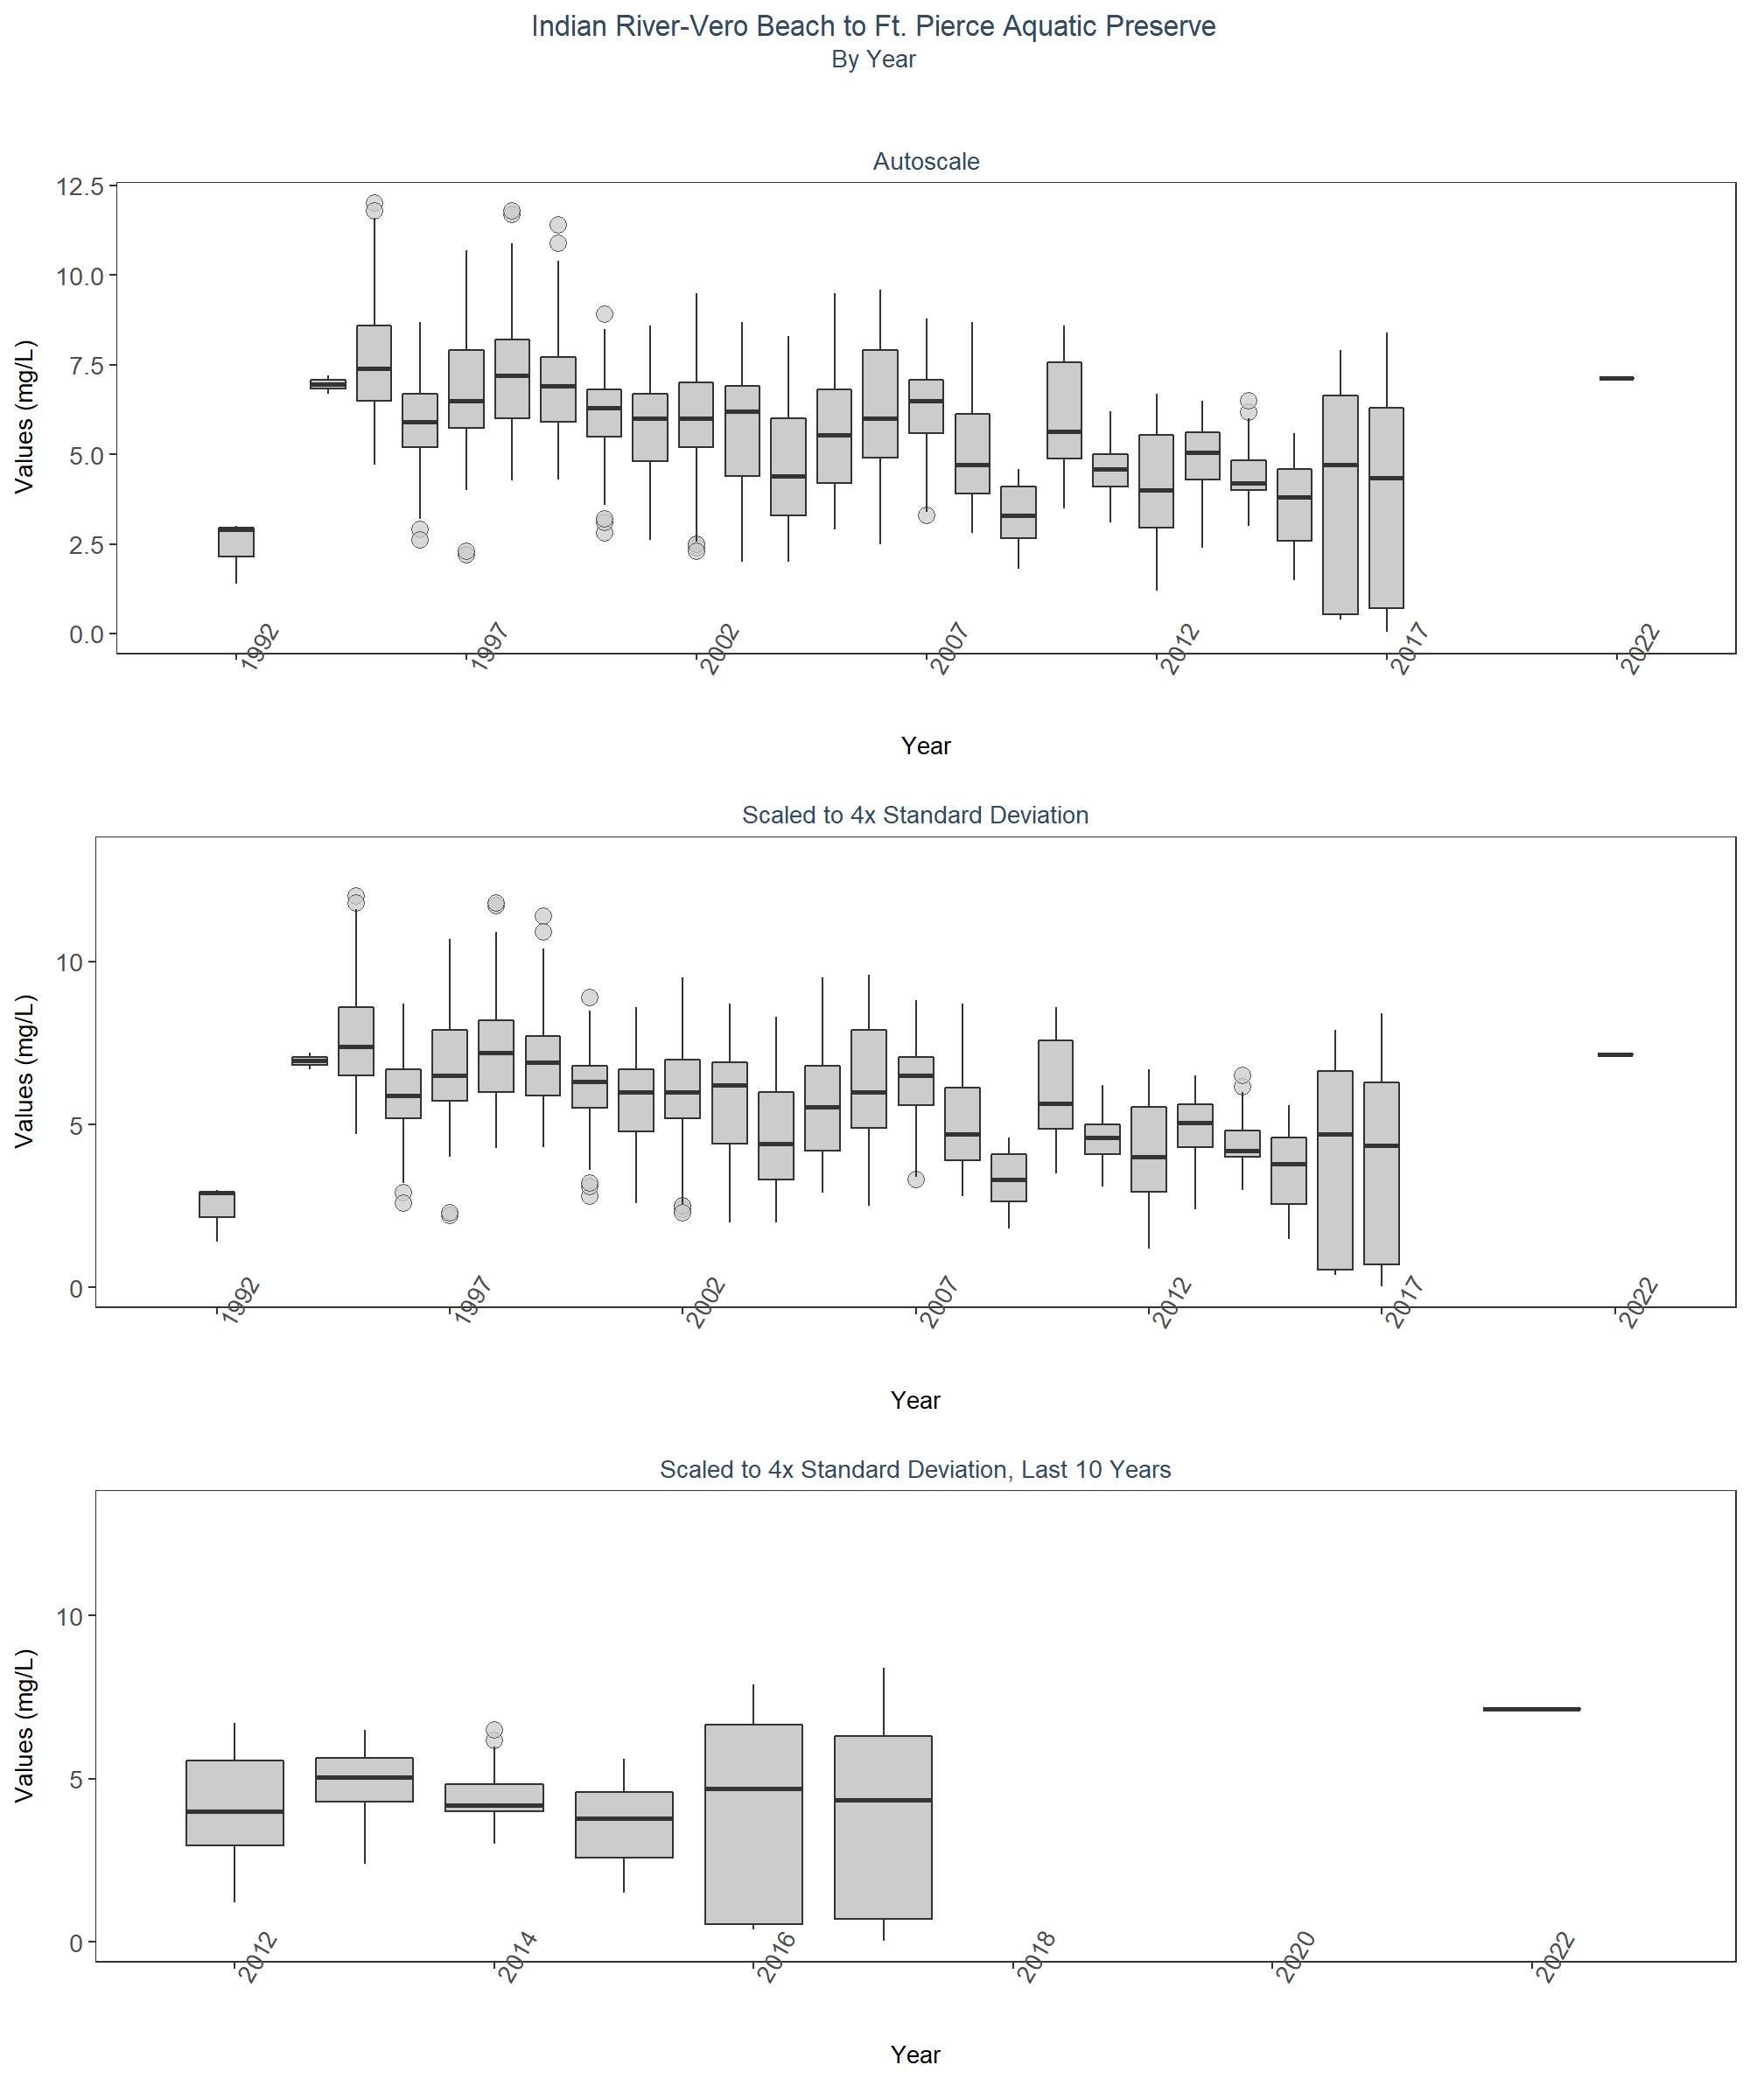 Indian River-Vero Beach to Ft. Pierce Aquatic Preserve
By Year
Autoscale
Values (mg/L)
12.5
10.0
7.5
5.0
2.5
0.0
1992
1997
2002
2007
2012
2017
2022
Year
Scaled to 4x Standard Deviation
Values (mg/L)
10
5
0
1992
1997
2002
2007
2012
2017
2022
Year
Scaled to 4x Standard Deviation, Last 10 Years
Values (mg/L)
10
5
0
2012
2014
2016
2018
2020
2022
Year